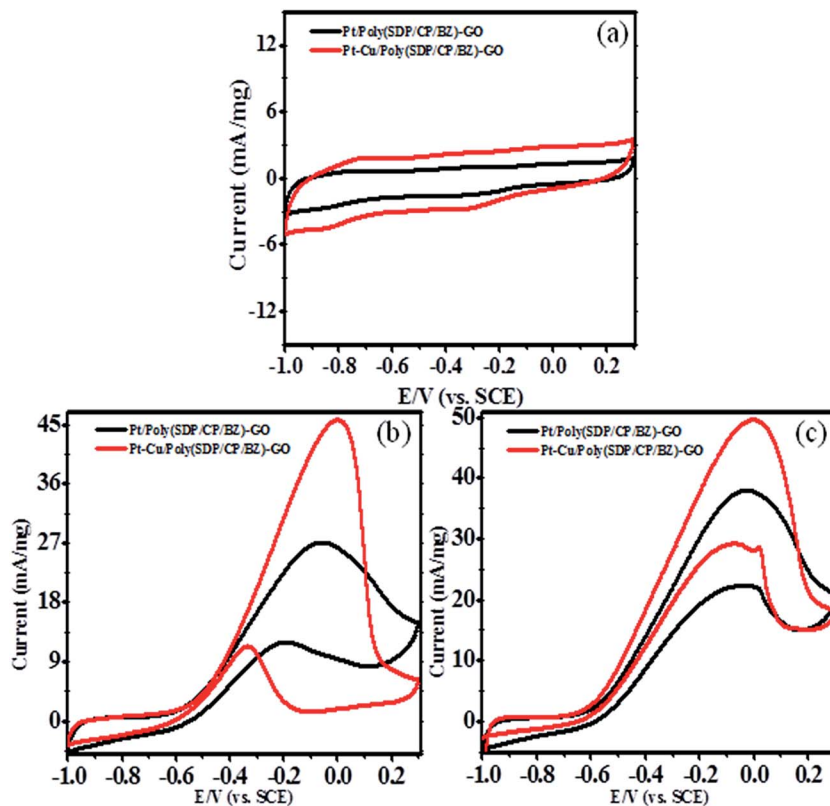 Pt/Poly(SDP/CP/BZ)-GO
Pt-Cu/Poly(SDP/CP/BZ)-GO
(a)
12
6
0
-6
-12
Current (mA/mg)
-1.0 -0.8 -0.6 -0.4 -0.2 0.0 0.2
E/V (vs. SCE)
Pt/Poly(SDP/CP/BZ)-GO
Pt-Cu/Poly(SDP/CP/BZ)-GO
(b)
45
36
27
18
9
0
Current (mA/mg)
-1.0 -0.8 -0.6 -0.4 -0.2 0.0 0.2
E/V (vs. SCE)
Pt/Poly(SDP/CP/BZ)-GO
Pt-Cu/Poly(SDP/CP/BZ)-GO
(c)
50
40
30
20
10
0
Current (mA/mg)
-1.0 -0.8 -0.6 -0.4 -0.2 0.0 0.2
E/V (vs. SCE)